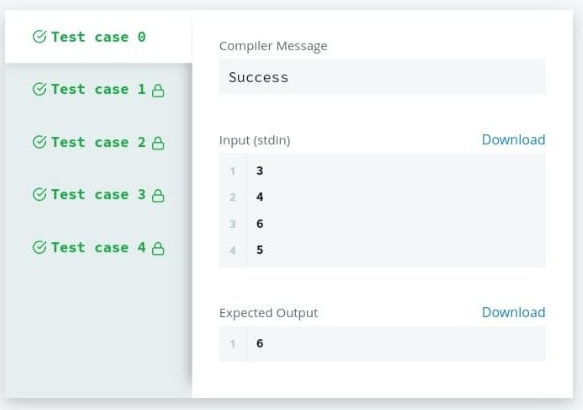 Test case 0
Test case 1
Test case 2
Test case 3
Test case 4
Compiler Message
Success
Input (stdin) Download
1 3
2 4
3 6
4 5
Expected Output Download
1 6